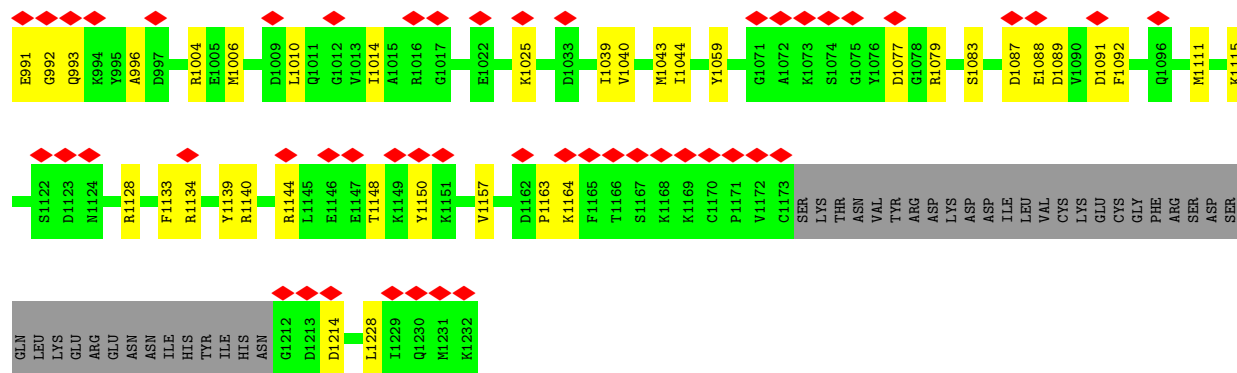 E991 G992 Q993 K994 Y995 A996 D997 R1004 E1005 M1006 D1009 L1010 Q1011 G1012 V1013 I1014 A1015 R1016 G1017 E1022 K1025 D1033 I1039 V1040 M1043 I1044 Y1059 G1071 A1072 K1073 S1074 G1075 Y1076 D1077 G1078 R1079 S1083 D1087 E1088 D1089 V1090 D1091 F1092 Q1096 M1111 K1115
S1122 D1123 N1124 R1128 F1133 R1134 Y1139 R1140 R1144 L1145 E1146 E1147 T1148 K1149 Y1150 K1151 V1157 D1162 P1163 K1164 F1165 T1166 S1167 K1168 K1169 C1170 P1171 V1172 C1173 SER LYS THR ASN VAL TYR ARG ASP LYS ASP ASP ILE LEU VAL CYS LYS GLU CYS GLY PHE ARG SER ASP SER
GLN LEU LYS GLU ARG GLU ASN ASN ILE HIS TYR ILE HIS ASN G1212 D1213 D1214 L1228 I1229 Q1230 M1231 K1232